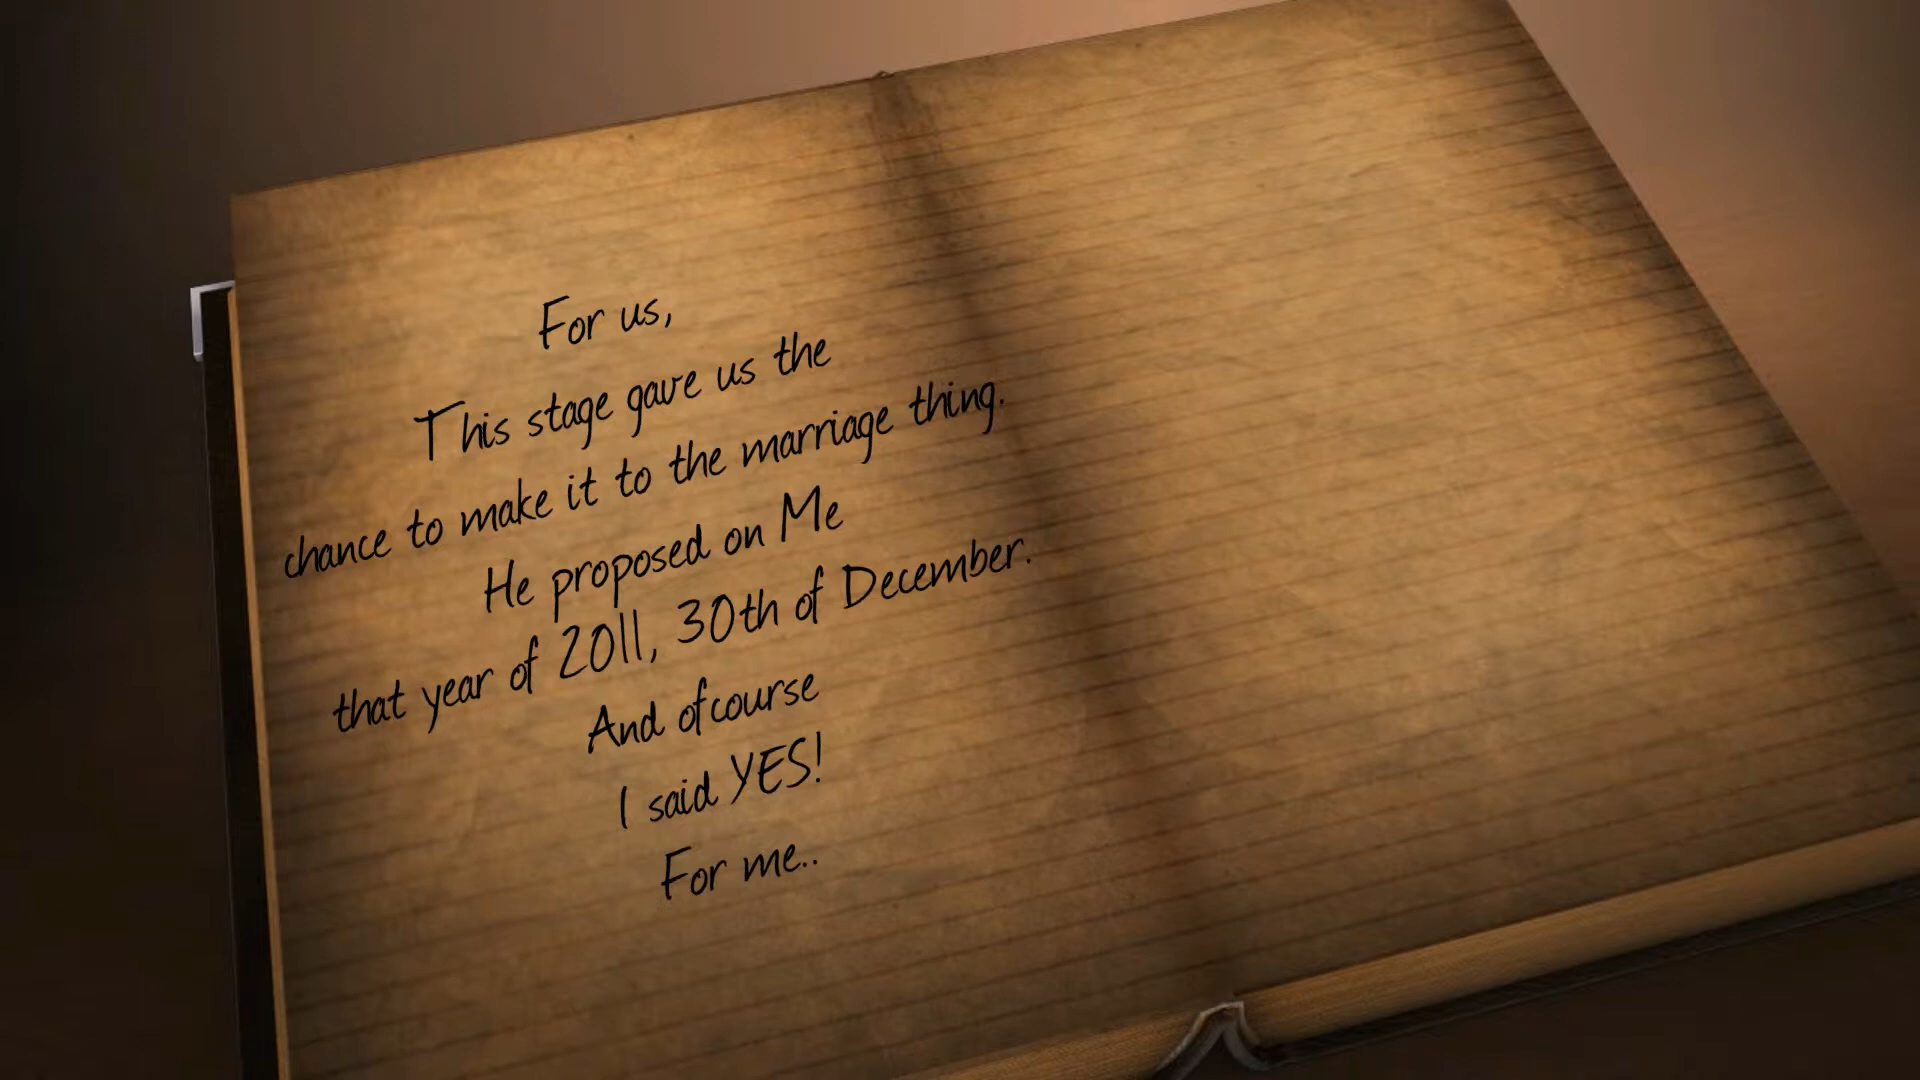 For us,
This stage gave us the
chance to make it to the marriage thing.
He proposed on Me
that year of 2011, 30th of December.
And ofcourse
I said YES!
For me..